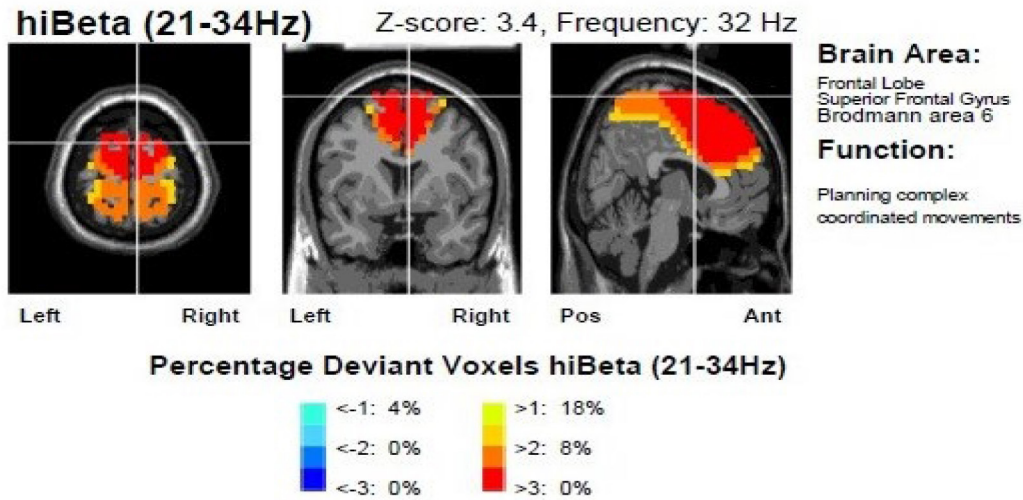 hiBeta (21-34Hz)
Z-score: 3.4, Frequency: 32 Hz
Brain Area:
Frontal Lobe
Superior Frontal Gyrus
Brodmann area 6
Function:
Planning complex
coordinated movements
Left Right
Left Right
Pos Ant
Percentage Deviant Voxels hiBeta (21-34Hz)
<-1: 4%
<-2: 0%
<-3: 0%
>1: 18%
>2: 8%
>3: 0%